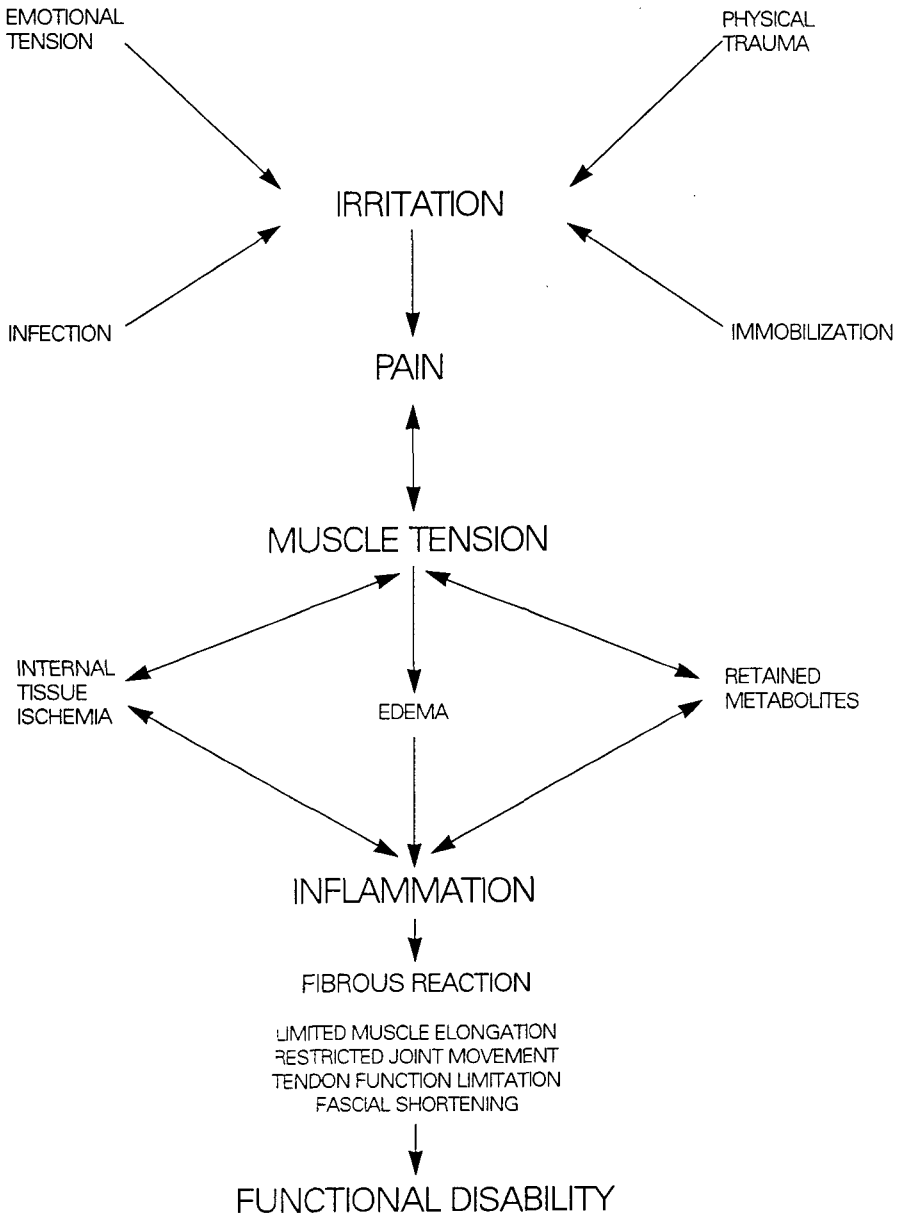 EMOTIONAL
TENSION
PHYSICAL
TRAUMA
IRRITATION
INFECTION
IMMOBILIZATION
PAIN
MUSCLE TENSION
INTERNAL
TISSUE
ISCHEMIA
EDEMA
RETAINED
METABOLITES
INFLAMMATION
FIBROUS REACTION
LIMITED MUSCLE ELONGATION
RESTRICTED JOINT MOVEMENT
TENDON FUNCTION LIMITATION
FASCIAL SHORTENING
FUNCTIONAL DISABILITY